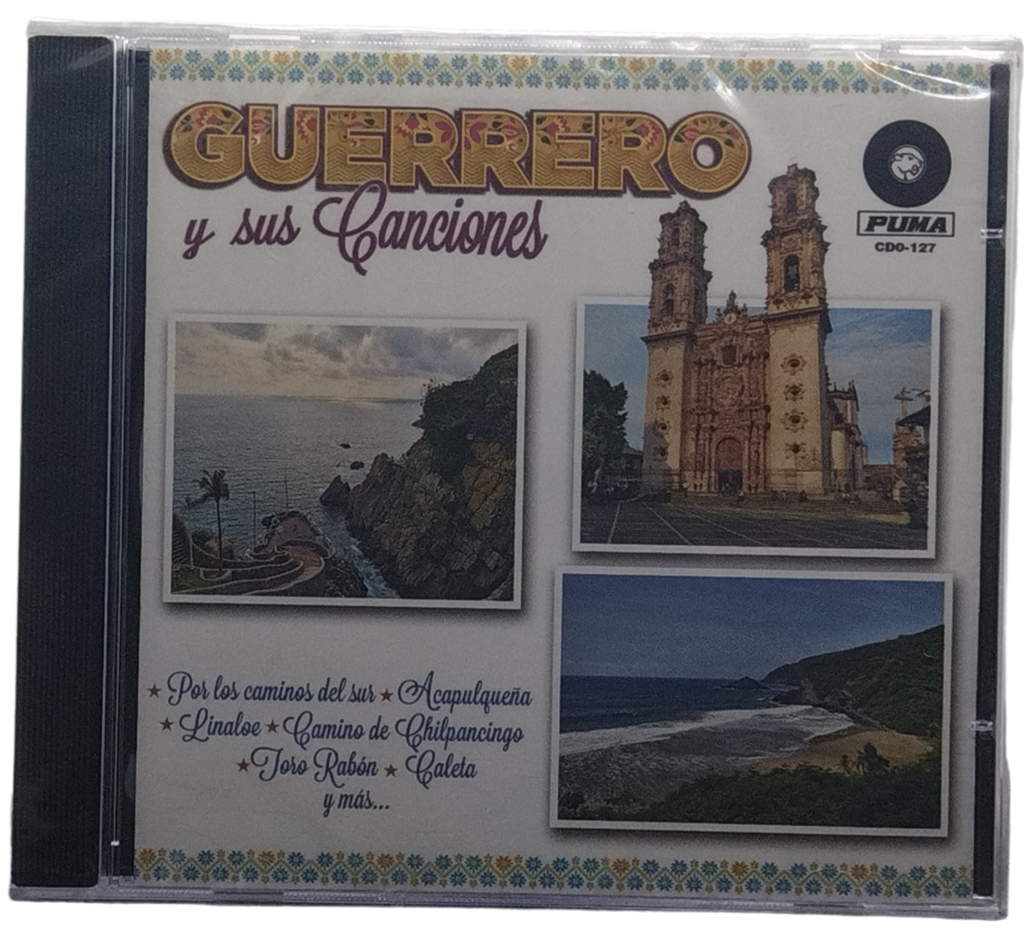 GUERRERO
y sus Canciones
PUMA
CDO-127
★ Por los caminos del sur ★ Acapulqueña
★ Linaloe ★ Camino de Chilpancingo
★ Toro Rabón ★ Caleta
y más...